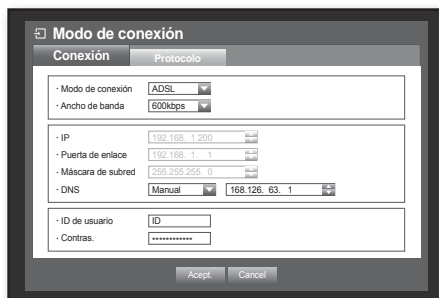 Modo de conexión
Conexión Protocolo
· Modo de conexión ADSL
· Ancho de banda 600kbps
· IP 192.168. 1.200
· Puerta de enlace 192.168. 1. 1
· Máscara de subred 255.255.255. 0
· DNS Manual 168.126. 63. 1
· ID de usuario ID
· Contras. ************
Acept. Cancel